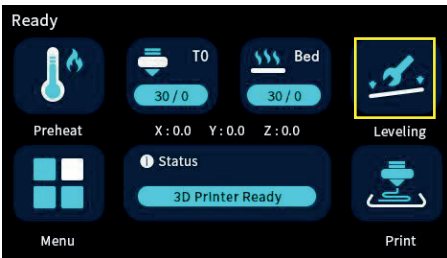 Ready
T0
Bed
30 / 0
30 / 0
Preheat
X : 0.0 Y : 0.0 Z : 0.0
Leveling
Status
3D Printer Ready
Menu
Print